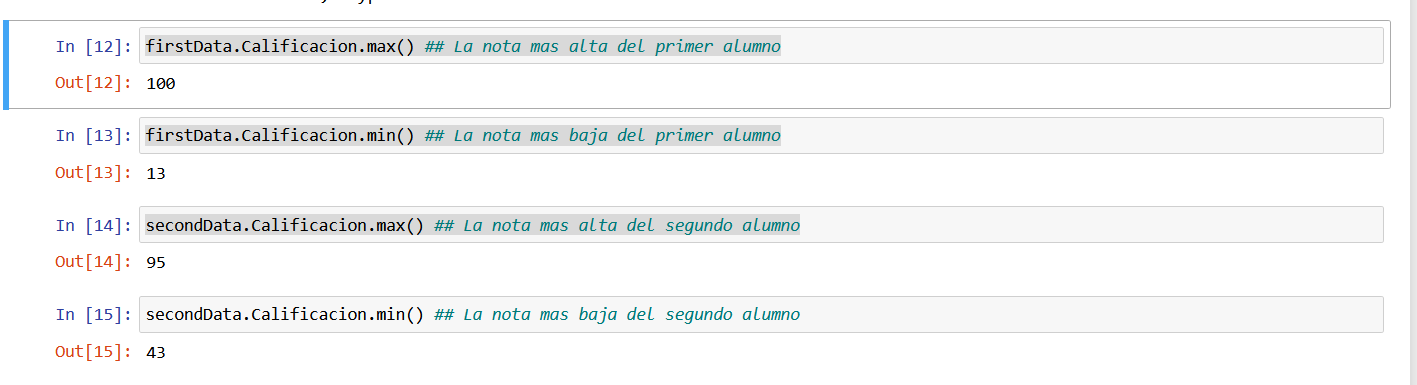 In [12]: firstData.Calificacion.max() ## La nota mas alta del primer alumno
Out[12]: 100
In [13]: firstData.Calificacion.min() ## La nota mas baja del primer alumno
Out[13]: 13
In [14]: secondData.Calificacion.max() ## La nota mas alta del segundo alumno
Out[14]: 95
In [15]: secondData.Calificacion.min() ## La nota mas baja del segundo alumno
Out[15]: 43